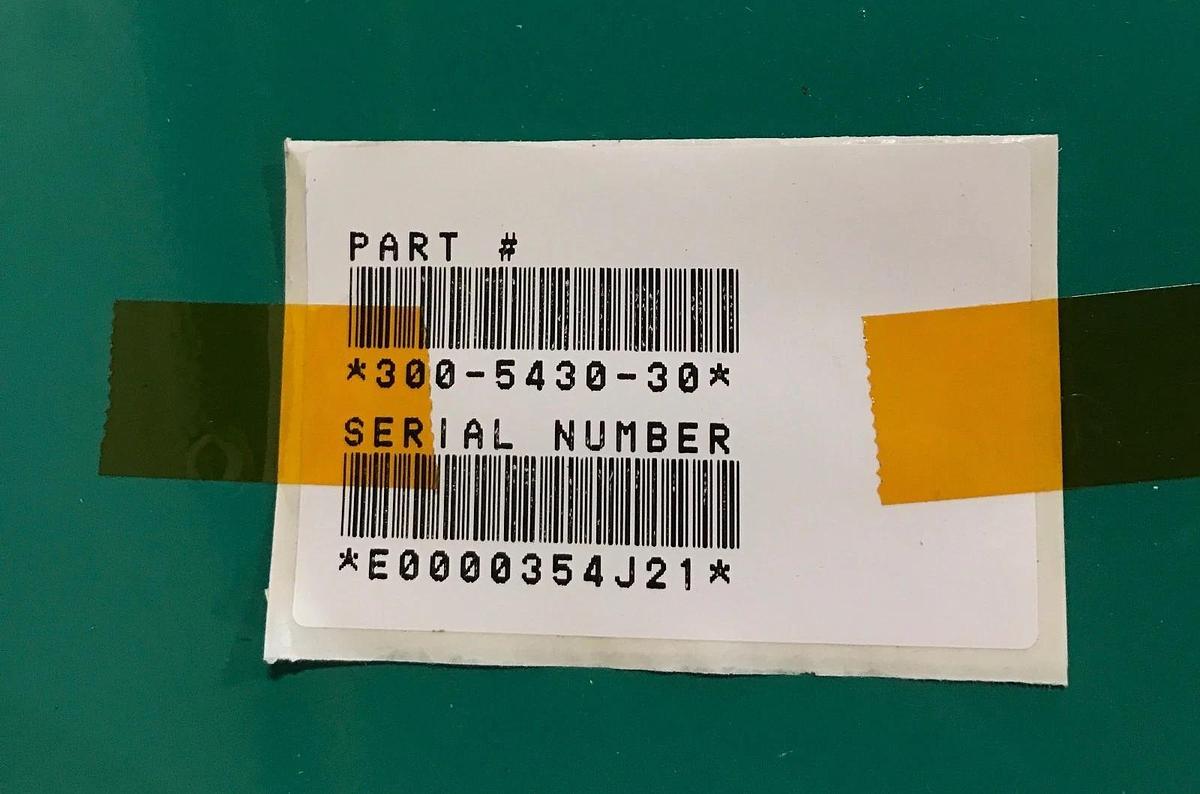 PART #
*300-5430-30*
SERIAL NUMBER
*E0000354J21*